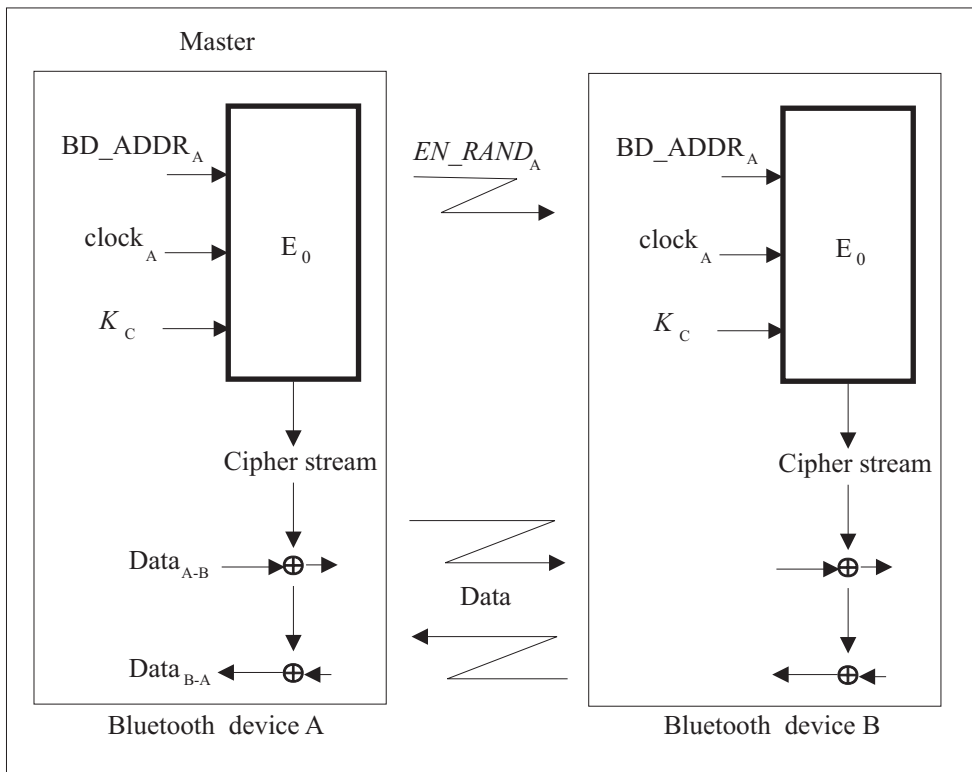 Master
BD_ADDR_A
clock_A
K_C
E_0
Cipher stream
Data_A-B
Data_B-A
Bluetooth device A
EN_RAND_A
Data
BD_ADDR_A
clock_A
K_C
E_0
Cipher stream
Bluetooth device B